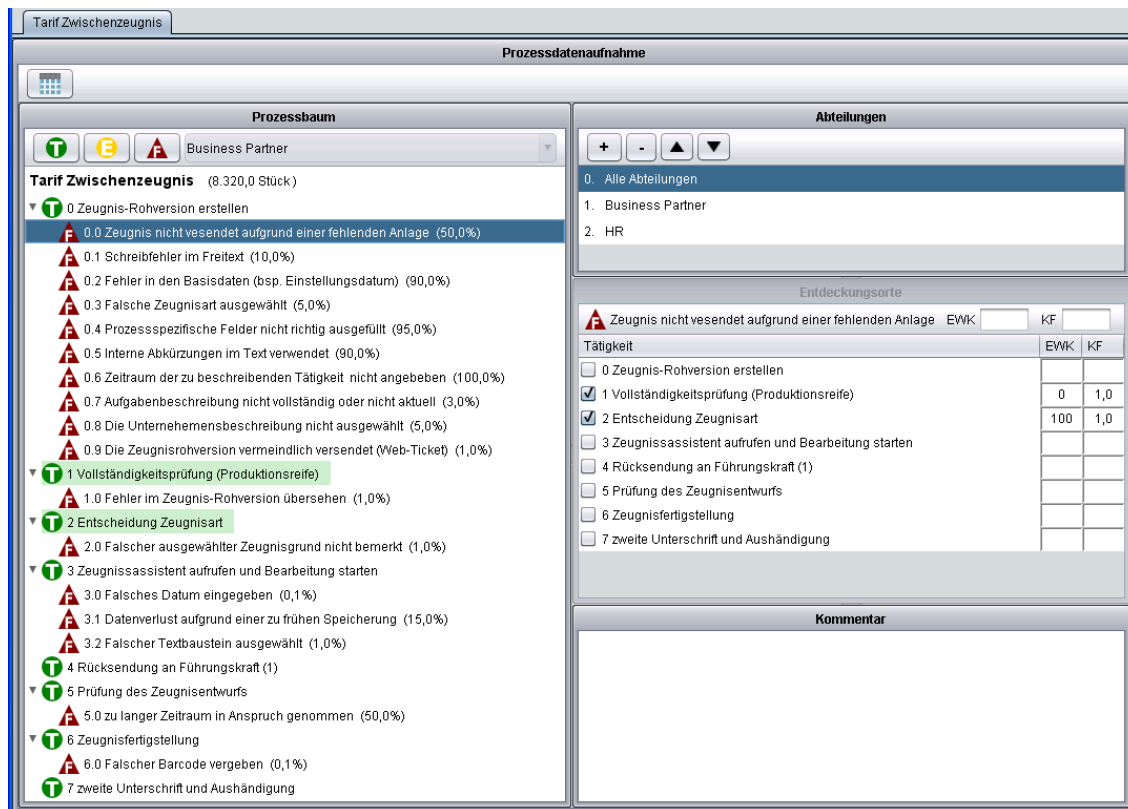 Tarif Zwischenzeugnis
Prozessdatenaufnahme
Prozessbaum
T E F Business Partner
Tarif Zwischenzeugnis (8.320,0 Stück)
T 0 Zeugnis-Rohversion erstellen
F 0.0 Zeugnis nicht vesendet aufgrund einer fehlenden Anlage (50,0%)
F 0.1 Schreibfehler im Freitext (10,0%)
F 0.2 Fehler in den Basisdaten (bsp. Einstellungsdatum) (90,0%)
F 0.3 Falsche Zeugnisart ausgewählt (5,0%)
F 0.4 Prozessspezifische Felder nicht richtig ausgefüllt (95,0%)
F 0.5 Interne Abkürzungen im Text verwendet (90,0%)
F 0.6 Zeitraum der zu beschreibenden Tätigkeit nicht angebeben (100,0%)
F 0.7 Aufgabenbeschreibung nicht vollständig oder nicht aktuell (3,0%)
F 0.8 Die Unternehemensbeschreibung nicht ausgewählt (5,0%)
F 0.9 Die Zeugnisrohversion vermeindlich versendet (Web-Ticket) (1,0%)
T 1 Vollständigkeitsprüfung (Produktionsreife)
F 1.0 Fehler im Zeugnis-Rohversion übersehen (1,0%)
T 2 Entscheidung Zeugnisart
F 2.0 Falscher ausgewählter Zeugnisgrund nicht bemerkt (1,0%)
T 3 Zeugnissassistent aufrufen und Bearbeitung starten
F 3.0 Falsches Datum eingegeben (0,1%)
F 3.1 Datenverlust aufgrund einer zu frühen Speicherung (15,0%)
F 3.2 Falscher Textbaustein ausgewählt (1,0%)
T 4 Rücksendung an Führungskraft (1)
T 5 Prüfung des Zeugnisentwurfs
F 5.0 zu langer Zeitraum in Anspruch genommen (50,0%)
T 6 Zeugnisfertigstellung
F 6.0 Falscher Barcode vergeben (0,1%)
T 7 zweite Unterschrift und Aushändigung
Abteilungen
+ -
0. Alle Abteilungen
1. Business Partner
2. HR
Entdeckungsorte
F Zeugnis nicht vesendet aufgrund einer fehlenden Anlage EWK KF
Tätigkeit EWK KF
0 Zeugnis-Rohversion erstellen
1 Vollständigkeitsprüfung (Produktionsreife) 0 1,0
2 Entscheidung Zeugnisart 100 1,0
3 Zeugnissassistent aufrufen und Bearbeitung starten
4 Rücksendung an Führungskraft (1)
5 Prüfung des Zeugnisentwurfs
6 Zeugnisfertigstellung
7 zweite Unterschrift und Aushändigung
Kommentar